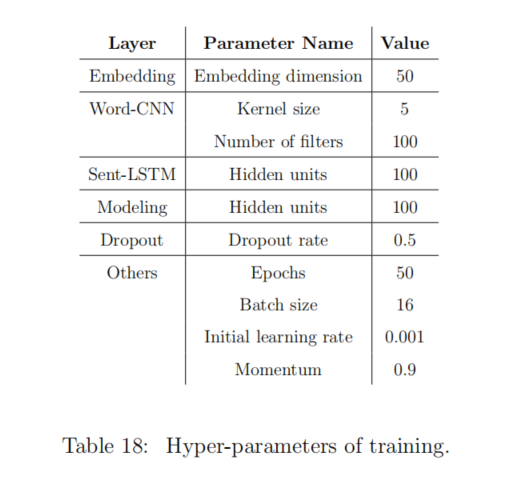 Layer Parameter Name Value
Embedding Embedding dimension 50
Word-CNN Kernel size 5
Number of filters 100
Sent-LSTM Hidden units 100
Modeling Hidden units 100
Dropout Dropout rate 0.5
Others Epochs 50
Batch size 16
Initial learning rate 0.001
Momentum 0.9
Table 18: Hyper-parameters of training.